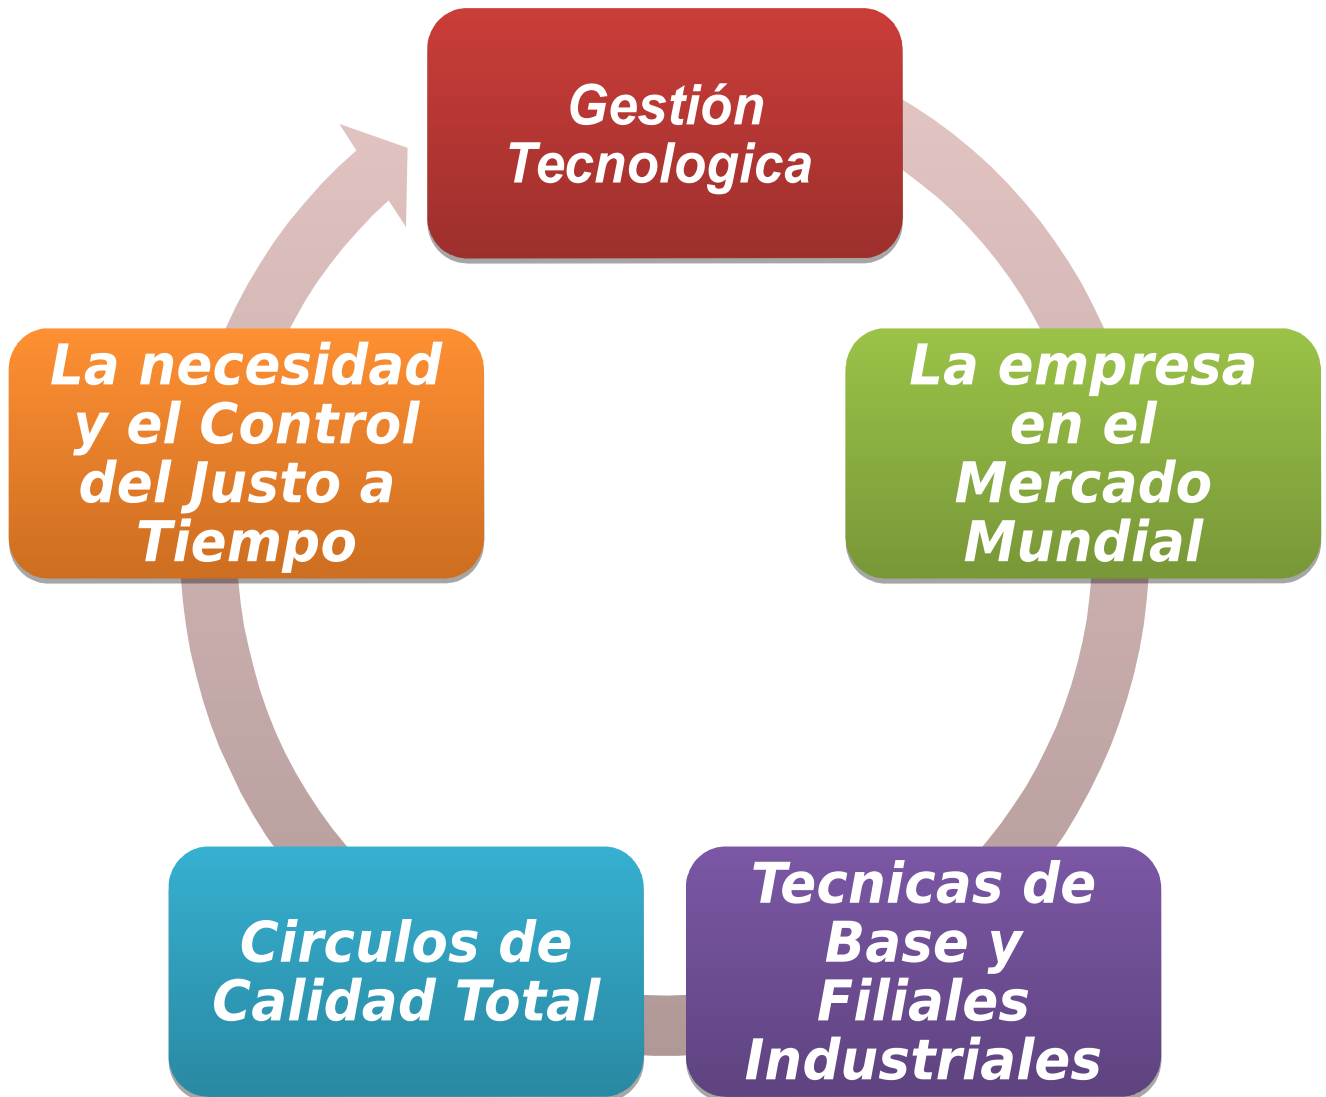 Gestión
Tecnologica
La empresa
en el
Mercado
Mundial
Tecnicas de
Base y
Filiales
Industriales
Circulos de
Calidad Total
La necesidad
y el Control
del Justo a
Tiempo